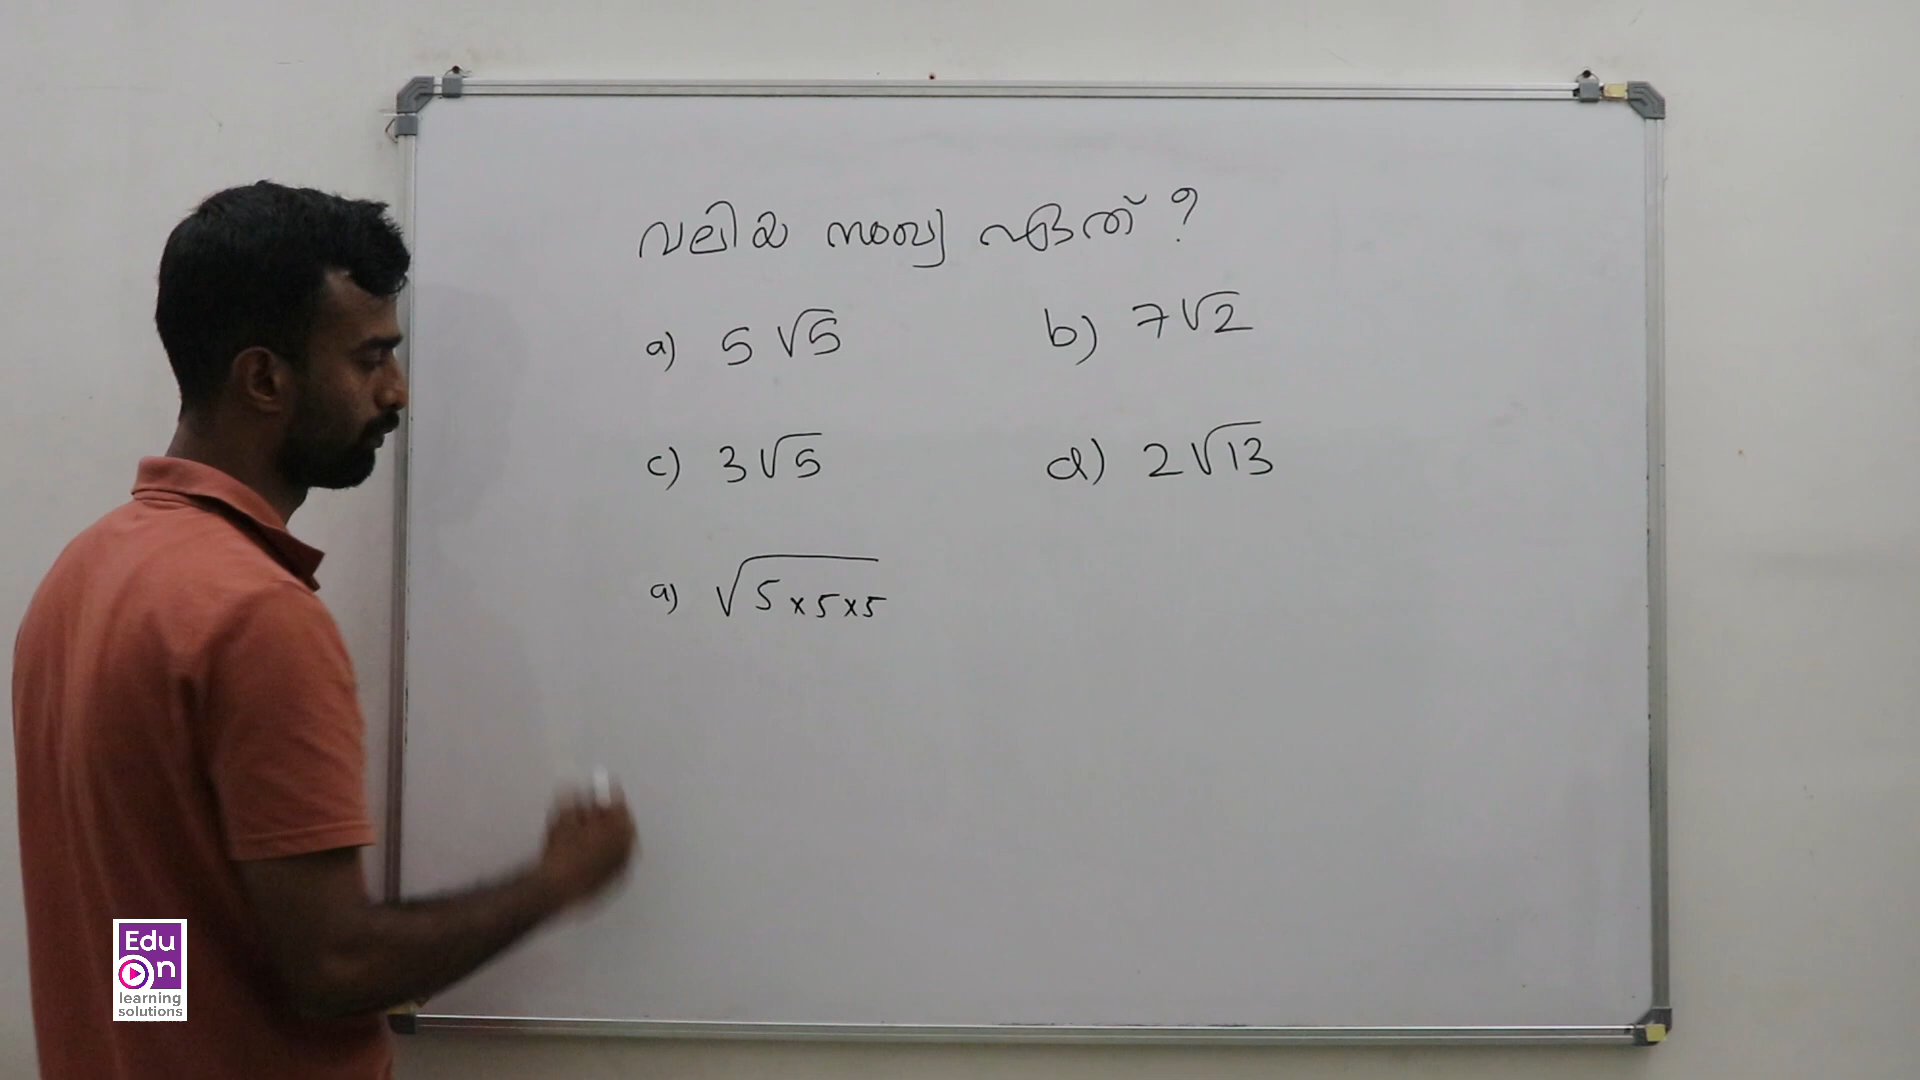 വലിയ സംഖ്യ ഏത് ?
a) 5√5 b) 7√2
c) 3√5 d) 2√13
a) √5×5×5
Edu
On
learning
solutions